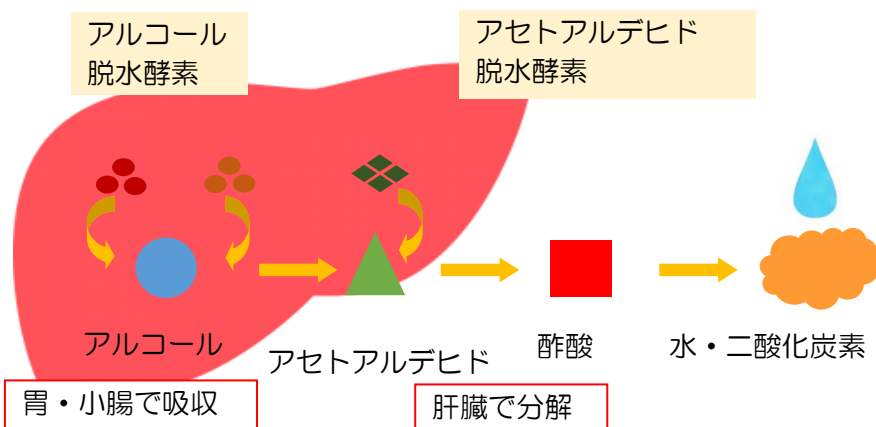 アルコール
脱水酵素
アセトアルデヒド
脱水酵素
アルコール
アセトアルデヒド
酢酸
水・二酸化炭素
胃・小腸で吸収
肝臓で分解